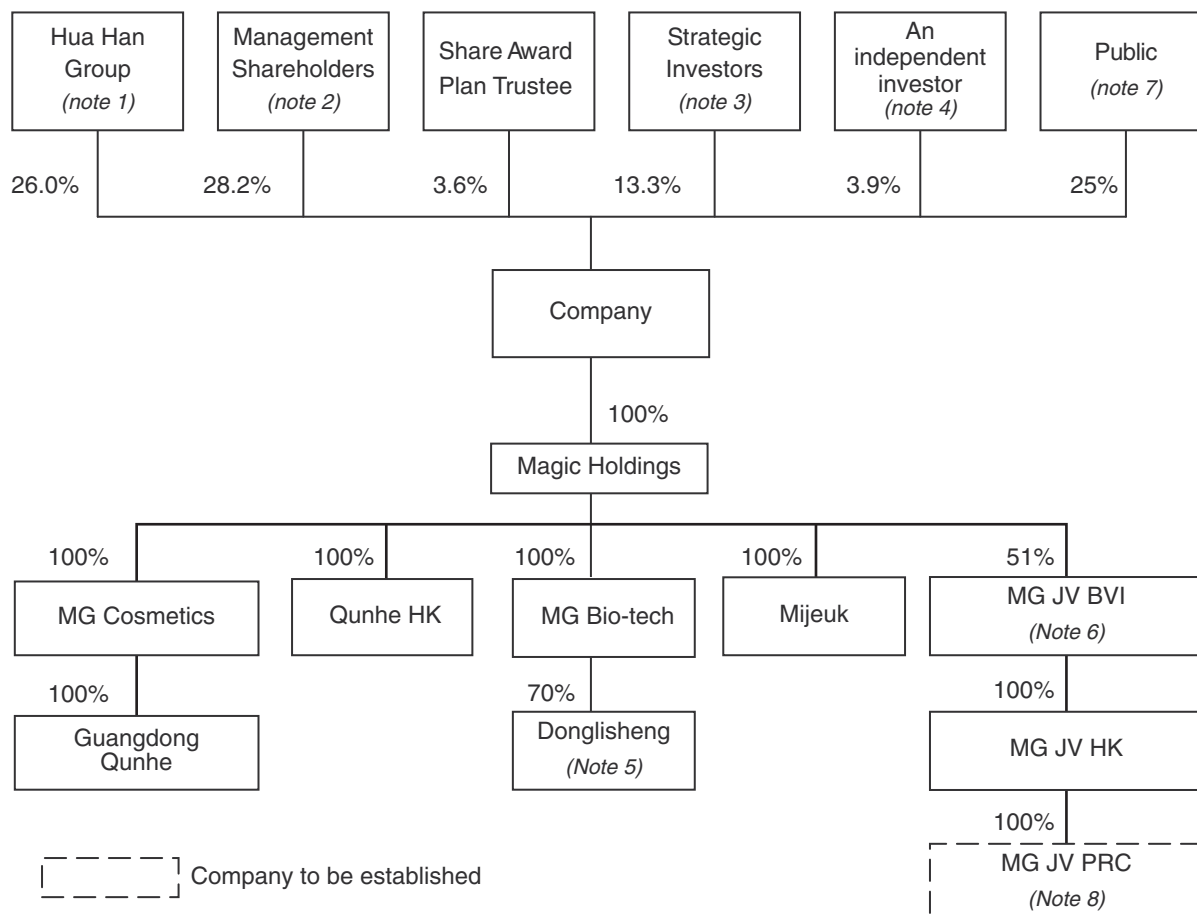 Hua Han
Group
(note 1)
Management
Shareholders
(note 2)
Share Award
Plan Trustee
Strategic
Investors
(note 3)
An
independent
investor
(note 4)
Public
(note 7)
26.0%
28.2%
3.6%
13.3%
3.9%
25%
Company
100%
Magic Holdings
100%
100%
100%
100%
51%
MG Cosmetics
Qunhe HK
MG Bio-tech
Mijeuk
MG JV BVI
(Note 6)
100%
70%
100%
Guangdong
Qunhe
Donglisheng
(Note 5)
MG JV HK
100%
MG JV PRC
(Note 8)
Company to be established